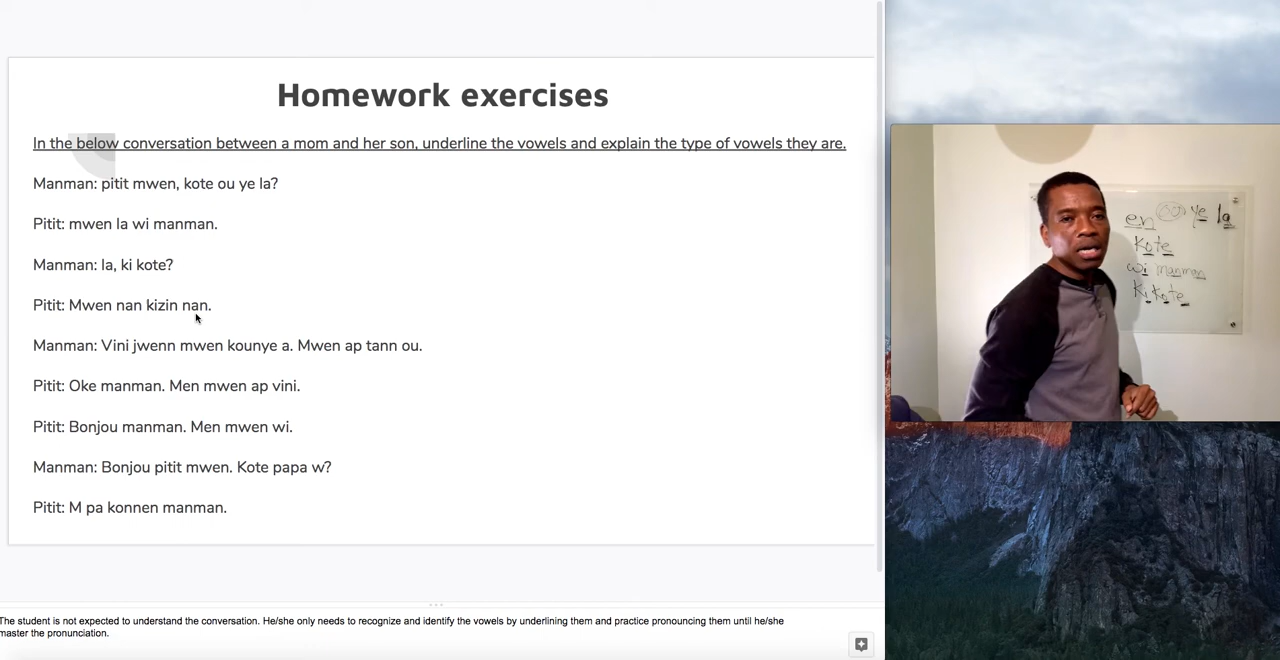 Homework exercises
In the below conversation between a mom and her son, underline the vowels and explain the type of vowels they are.
Manman: pitit mwen, kote ou ye la?
Pitit: mwen la wi manman.
Manman: la, ki kote?
Pitit: Mwen nan kizin nan.
Manman: Vini jwenn mwen kounye a. Mwen ap tann ou.
Pitit: Oke manman. Men mwen ap vini.
Pitit: Bonjou manman. Men mwen wi.
Manman: Bonjou pitit mwen. Kote papa w?
Pitit: M pa konnen manman.
The student is not expected to understand the conversation. He/she only needs to recognize and identify the vowels by underlining them and practice pronouncing them until he/she
master the pronunciation.
en ou ye la
kote
wi manman
Ki kote